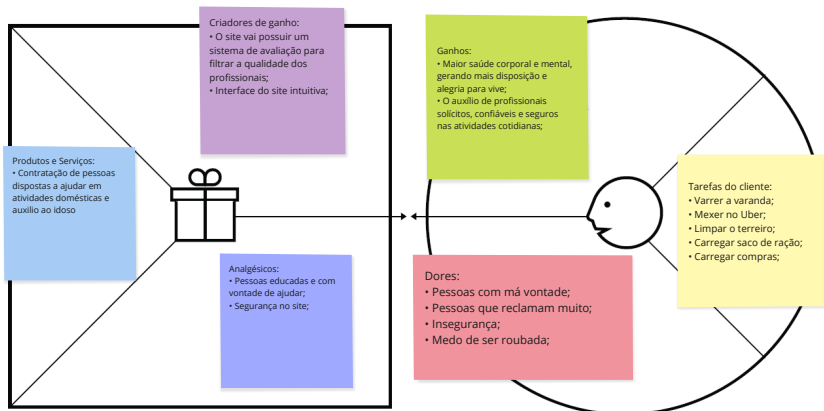 Criadores de ganho:
• O site vai possuir um
sistema de avaliação para
filtrar a qualidade dos
profissionais;
• Interface do site intuitiva;
Ganhos:
• Maior saúde corporal e mental,
gerando mais disposição e
alegria para vive;
• O auxílio de profissionais
solícitos, confiáveis e seguros
nas atividades cotidianas;
Produtos e Serviços:
• Contratação de pessoas
dispostas a ajudar em
atividades domésticas e
auxilio ao idoso
Tarefas do cliente:
• Varrer a varanda;
• Mexer no Uber;
• Limpar o terreiro;
• Carregar saco de ração;
• Carregar compras;
Analgésicos:
• Pessoas educadas e com
vontade de ajudar;
• Segurança no site;
Dores:
• Pessoas com má vontade;
• Pessoas que reclamam muito;
• Insegurança;
• Medo de ser roubada;